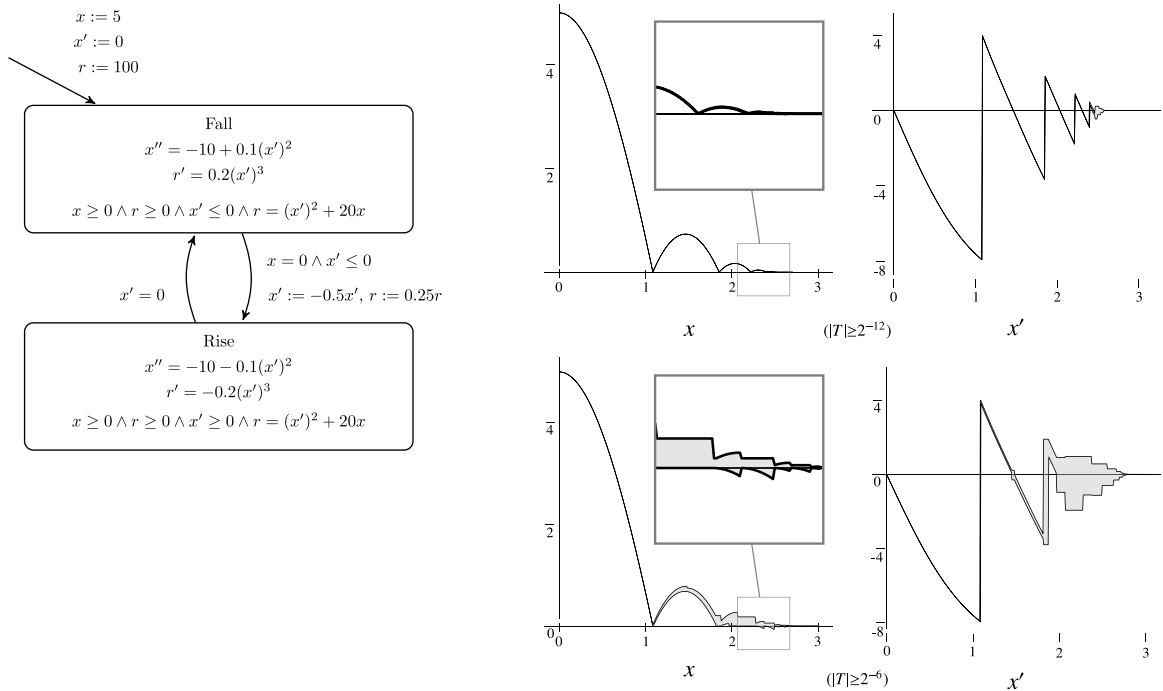 x := 5
x′ := 0
r := 100
Fall
x″ = −10 + 0.1(x′)²
r′ = 0.2(x′)³
x ≥ 0 ∧ r ≥ 0 ∧ x′ ≤ 0 ∧ r = (x′)² + 20x
x = 0 ∧ x′ ≤ 0
x′ = 0
x′ := −0.5x′, r := 0.25r
Rise
x″ = −10 − 0.1(x′)²
r′ = −0.2(x′)³
x ≥ 0 ∧ r ≥ 0 ∧ x′ ≥ 0 ∧ r = (x′)² + 20x
4
2
0
0 1 2 3
x
4
0
-4
-8
0 1 2 3
x′
(|T|≥2⁻¹²)
4
2
0
0 1 2 3
x
4
0
-4
-8
0 1 2 3
x′
(|T|≥2⁻⁶)